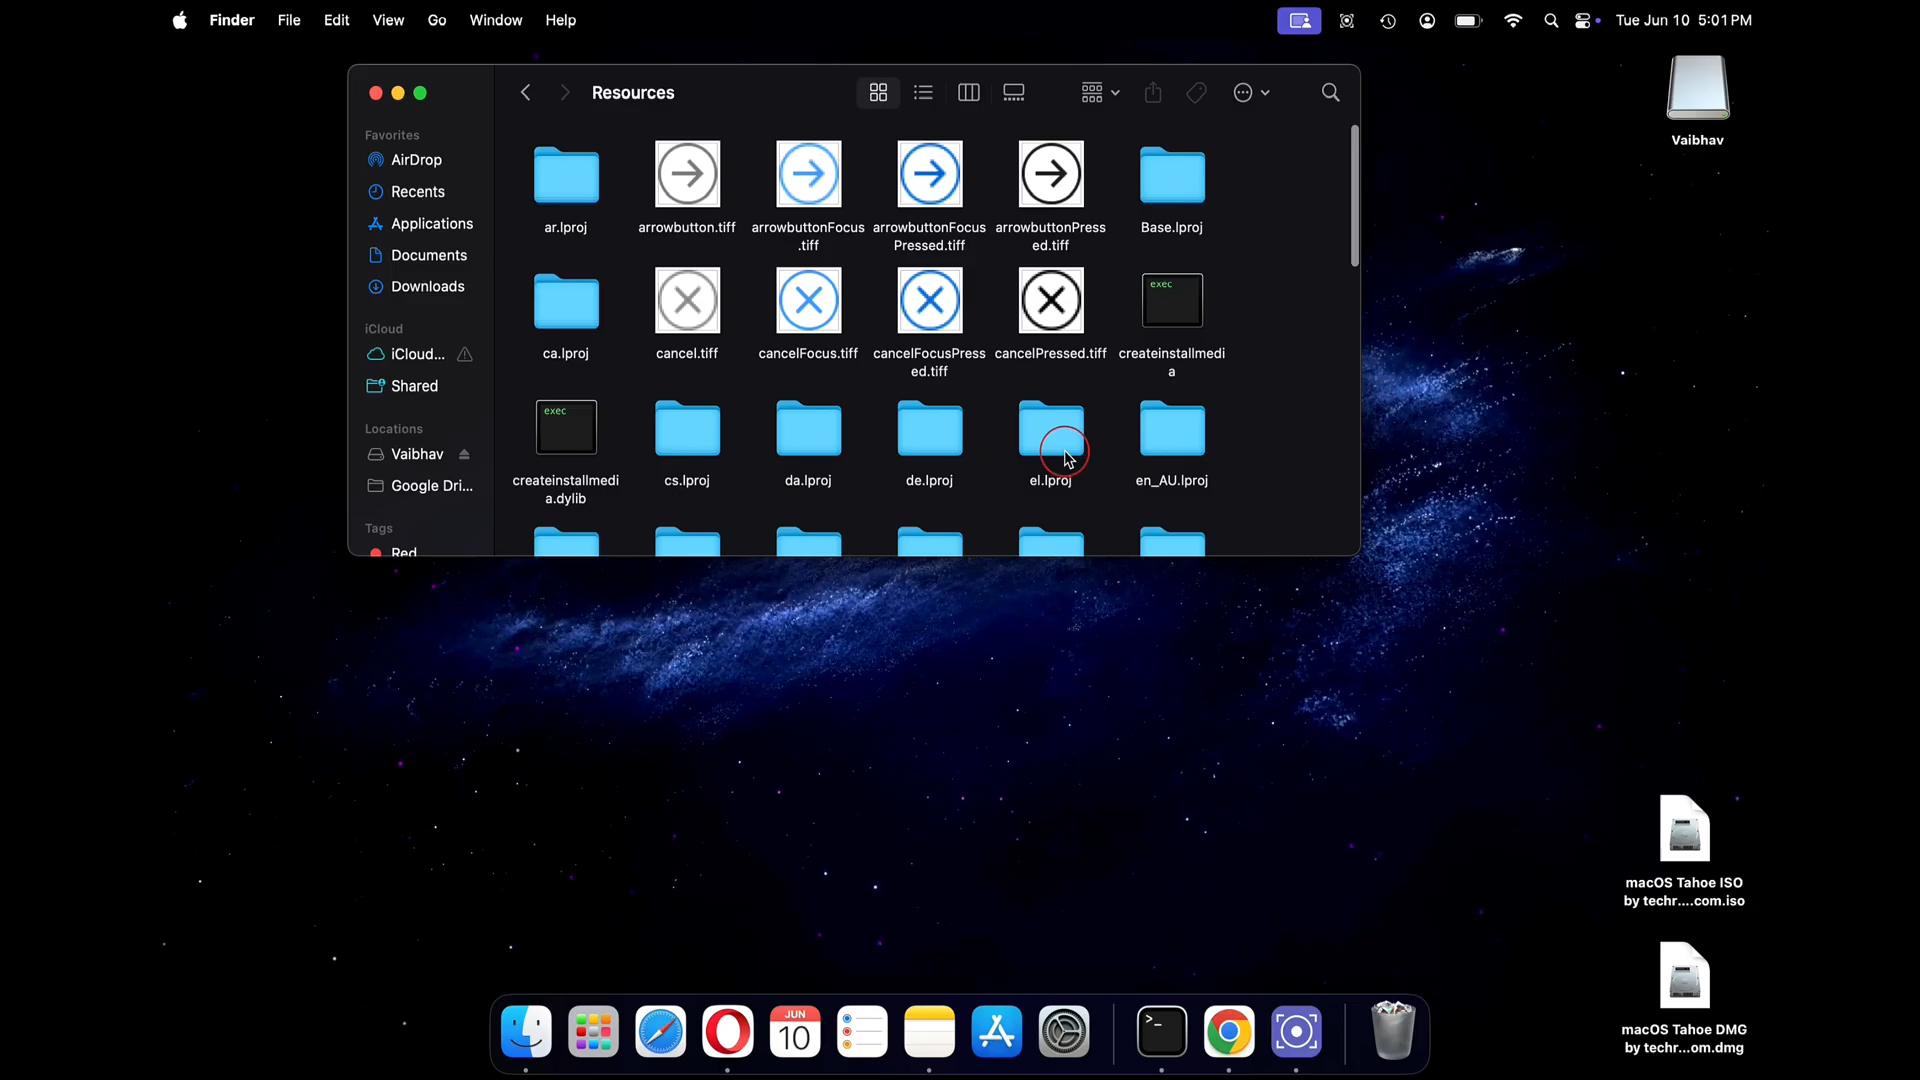 Finder File Edit View Go Window Help
Tue Jun 10 5:01 PM
Resources
Favorites
AirDrop
Recents
Applications
Documents
Downloads
iCloud
iCloud...
Shared
Locations
Vaibhav
Google Dri...
Tags
Red
ar.lproj
arrowbutton.tiff
arrowbuttonFocus
.tiff
arrowbuttonFocus
Pressed.tiff
arrowbuttonPress
ed.tiff
Base.lproj
ca.lproj
cancel.tiff
cancelFocus.tiff
cancelFocusPress
ed.tiff
cancelPressed.tiff
exec
createinstallmedi
a
exec
createinstallmedi
a.dylib
cs.lproj
da.lproj
de.lproj
el.lproj
en_AU.lproj
Vaibhav
macOS Tahoe ISO
by techr....com.iso
macOS Tahoe DMG
by techr...om.dmg
JUN
10